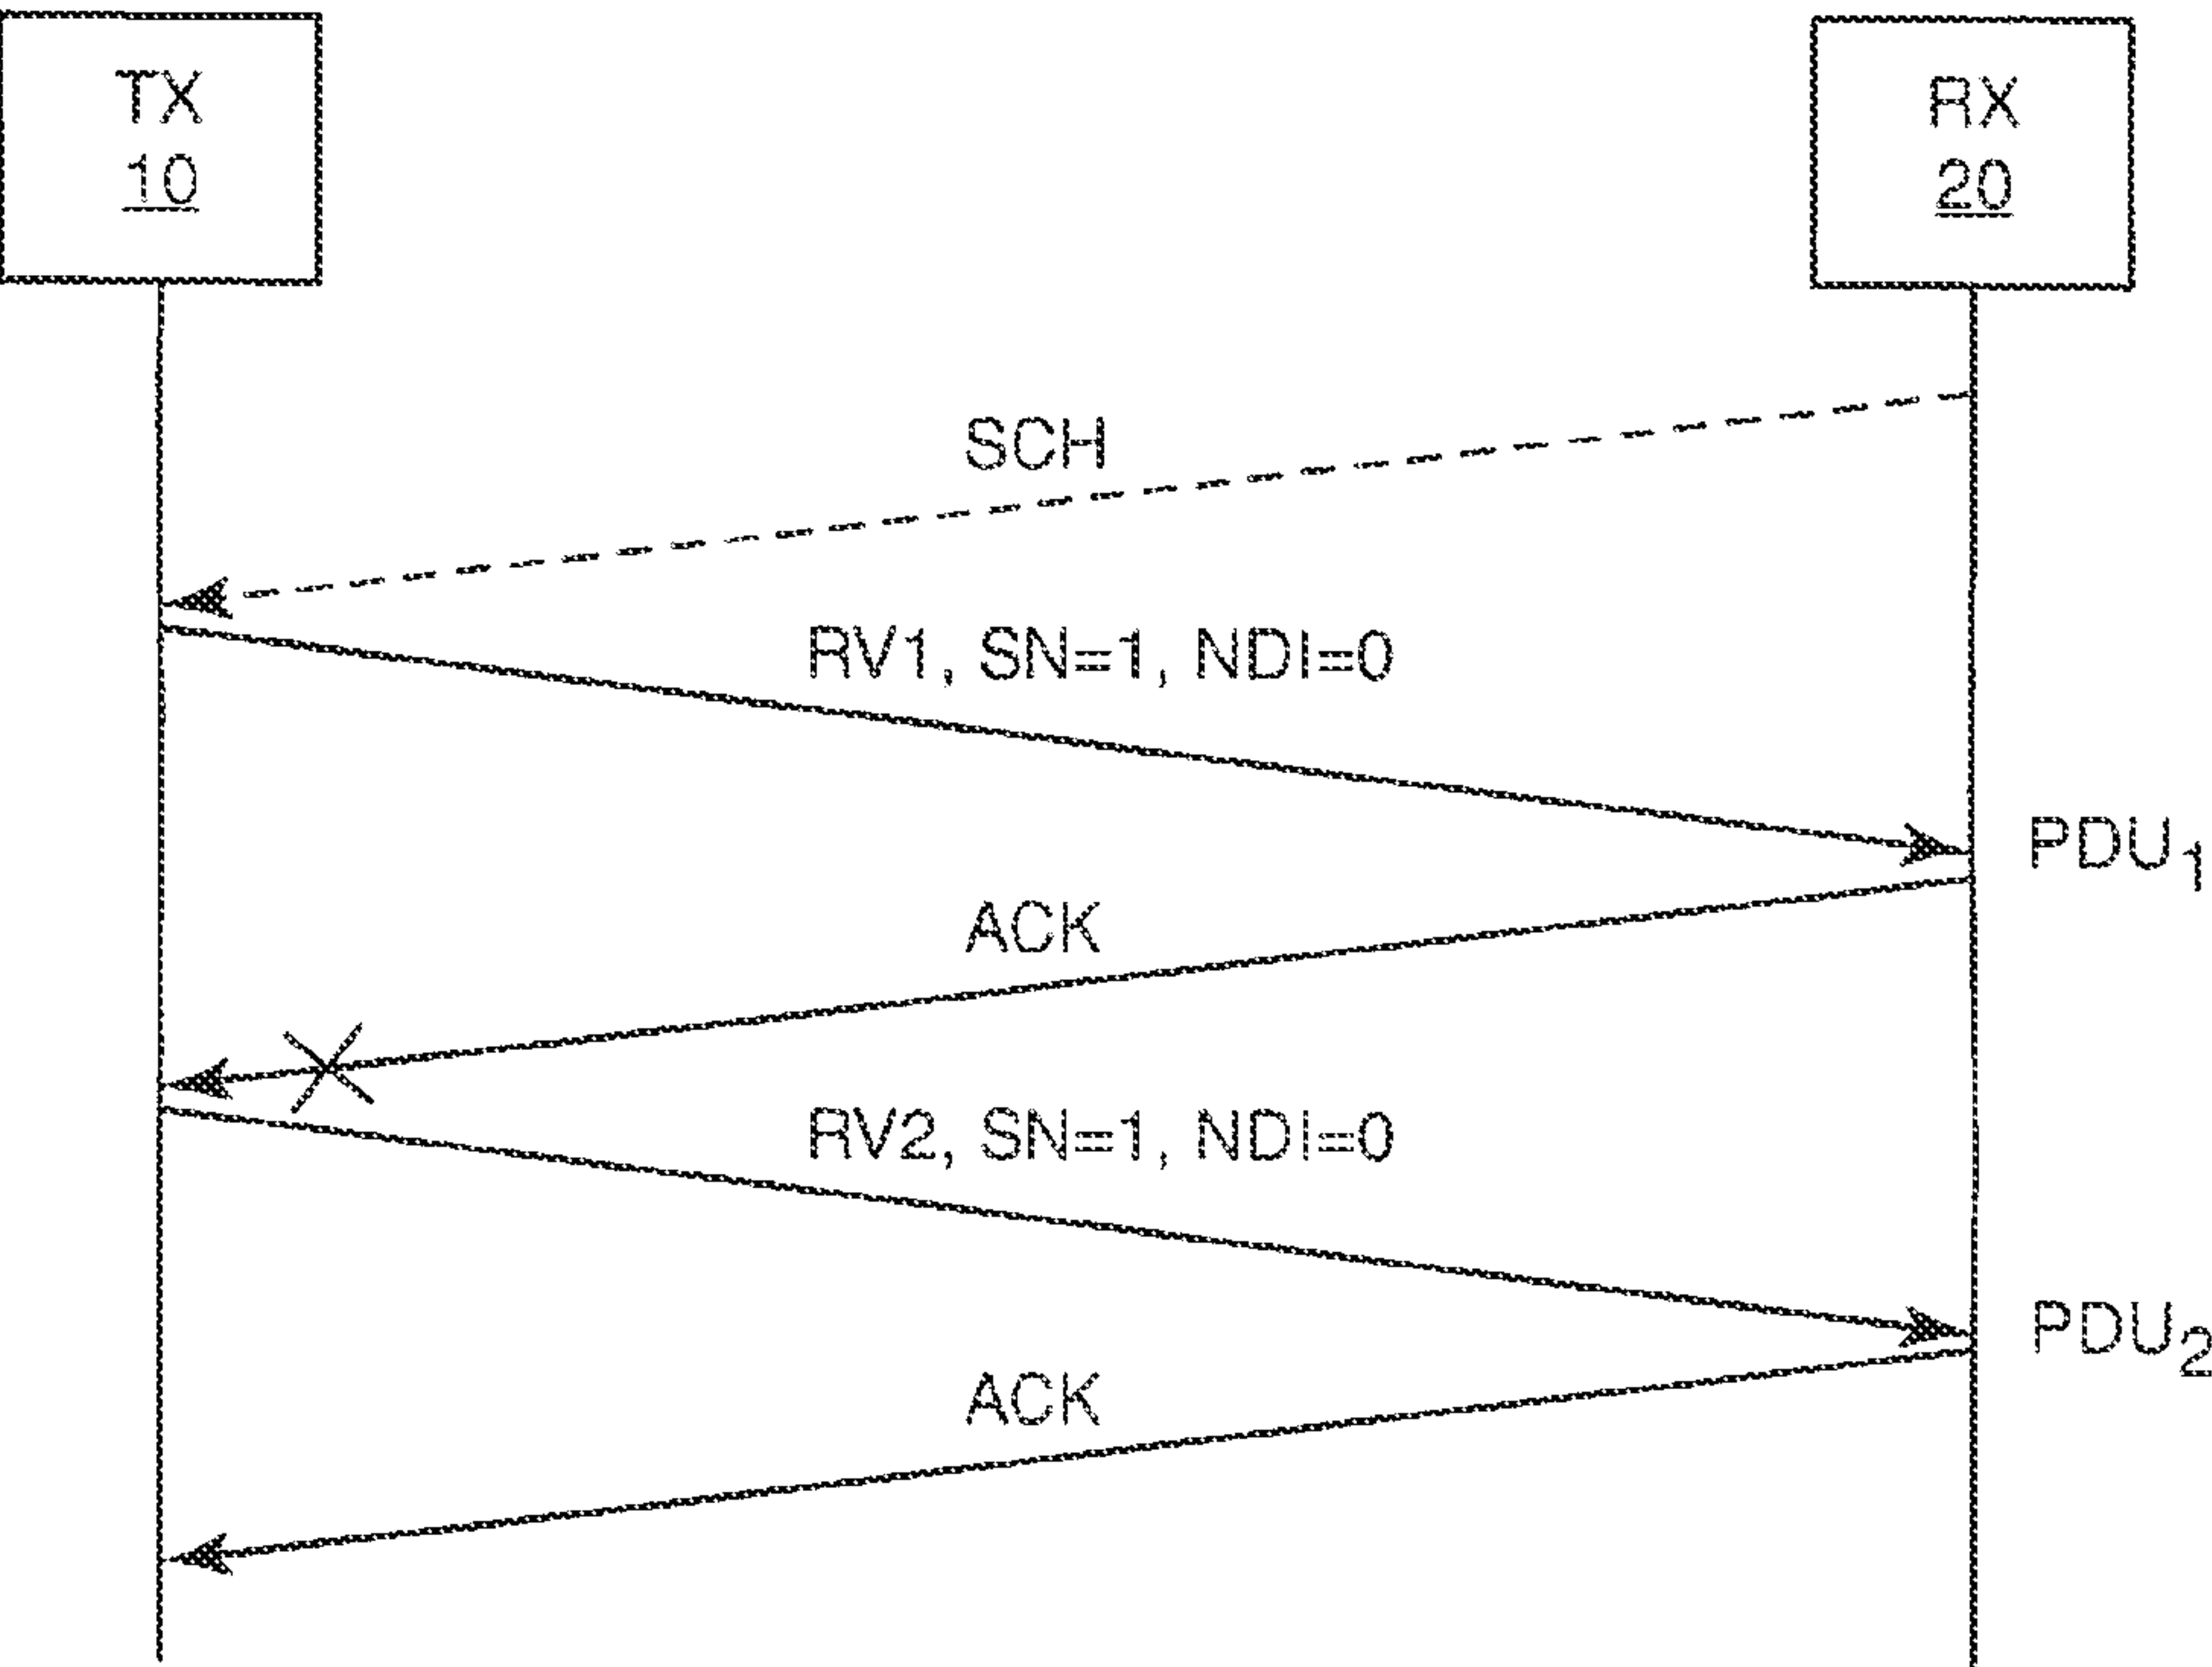 TX
10
RX
20
SCH
RV1, SN=1, NDI=0
PDU1
ACK
RV2, SN=1, NDI=0
PDU2
ACK